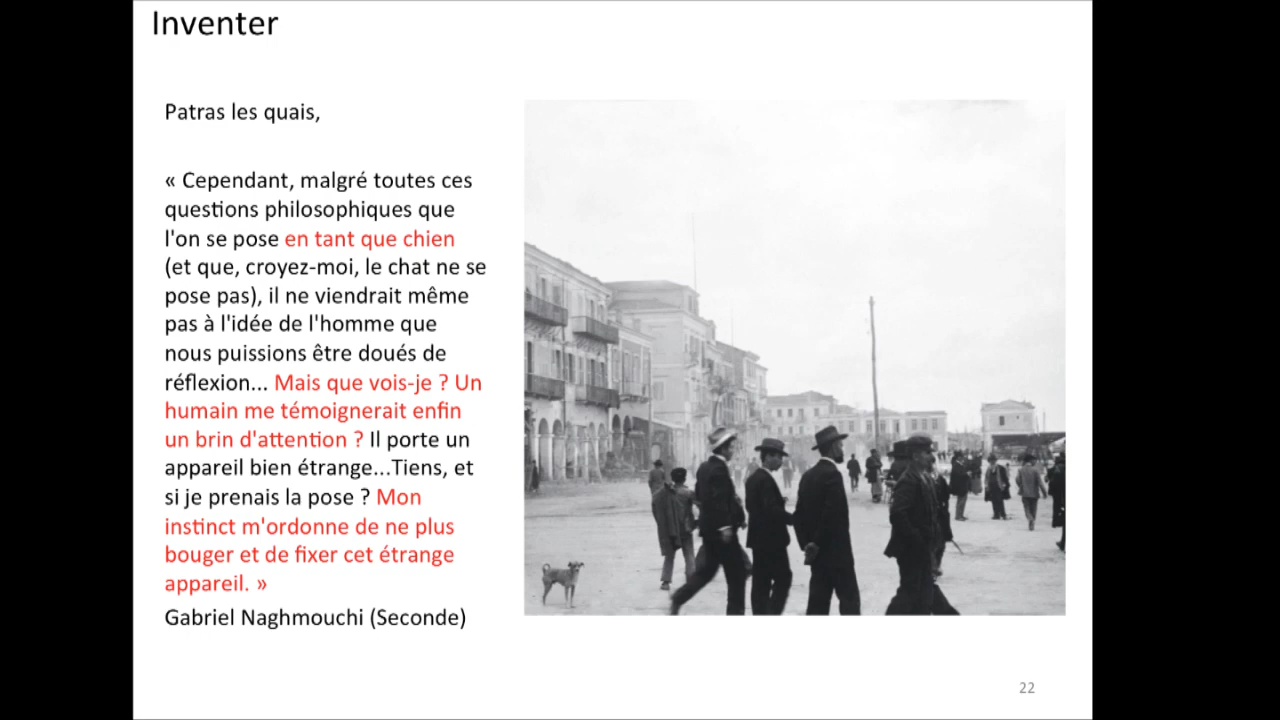 Inventer
Patras les quais,
« Cependant, malgré toutes ces
questions philosophiques que
l'on se pose en tant que chien
(et que, croyez-moi, le chat ne se
pose pas), il ne viendrait même
pas à l'idée de l'homme que
nous puissions être doués de
réflexion... Mais que vois-je ? Un
humain me témoignerait enfin
un brin d'attention ? Il porte un
appareil bien étrange...Tiens, et
si je prenais la pose ? Mon
instinct m'ordonne de ne plus
bouger et de fixer cet étrange
appareil. »
Gabriel Naghmouchi (Seconde)
22